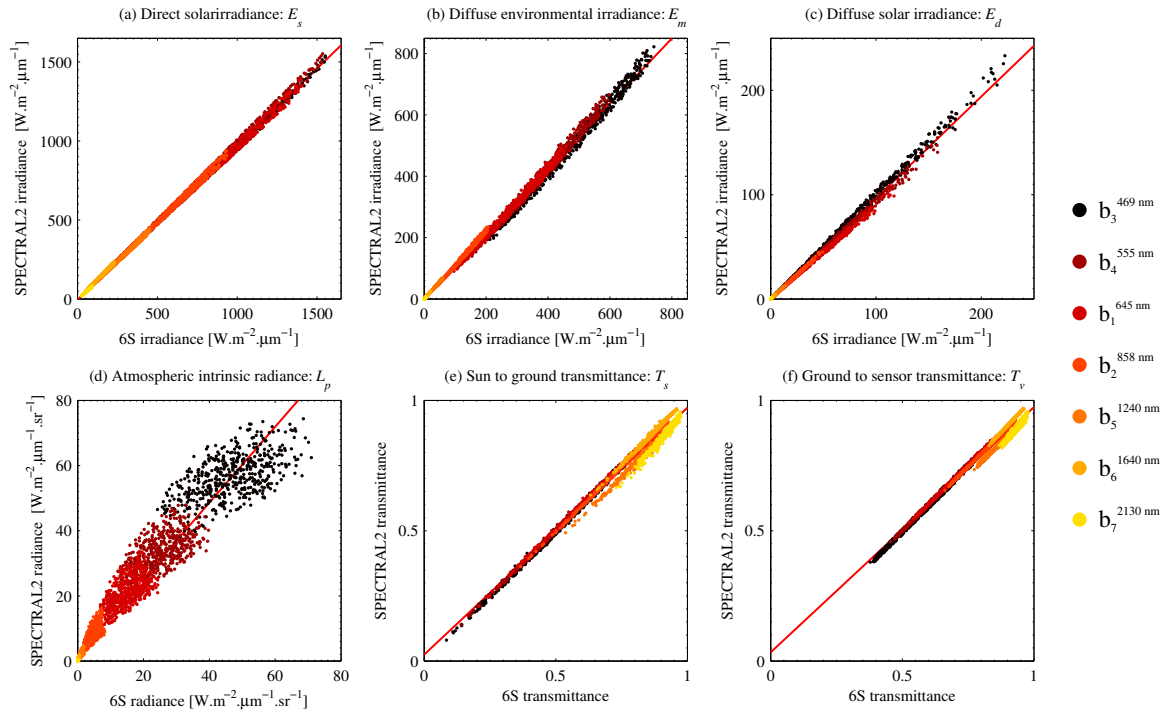 (a) Direct solarirradiance: E_s
SPECTRAL2 irradiance [W.m⁻².μm⁻¹]
1500
1000
500
0
0 500 1000 1500
6S irradiance [W.m⁻².μm⁻¹]
(b) Diffuse environmental irradiance: E_m
SPECTRAL2 irradiance [W.m⁻².μm⁻¹]
800
600
400
200
0
0 200 400 600 800
6S irradiance [W.m⁻².μm⁻¹]
(c) Diffuse solar irradiance: E_d
SPECTRAL2 irradiance [W.m⁻².μm⁻¹]
200
100
0
0 100 200
6S irradiance [W.m⁻².μm⁻¹]
(d) Atmospheric intrinsic radiance: L_p
SPECTRAL2 radiance [W.m⁻².μm⁻¹.sr⁻¹]
80
60
40
20
0
0 20 40 60 80
6S radiance [W.m⁻².μm⁻¹.sr⁻¹]
(e) Sun to ground transmittance: T_s
SPECTRAL2 transmittance
1
0.5
0
0 0.5 1
6S transmittance
(f) Ground to sensor transmittance: T_v
SPECTRAL2 transmittance
1
0.5
0
0 0.5 1
6S transmittance
b₃ 469 nm
b₄ 555 nm
b₁ 645 nm
b₂ 858 nm
b₅ 1240 nm
b₆ 1640 nm
b₇ 2130 nm